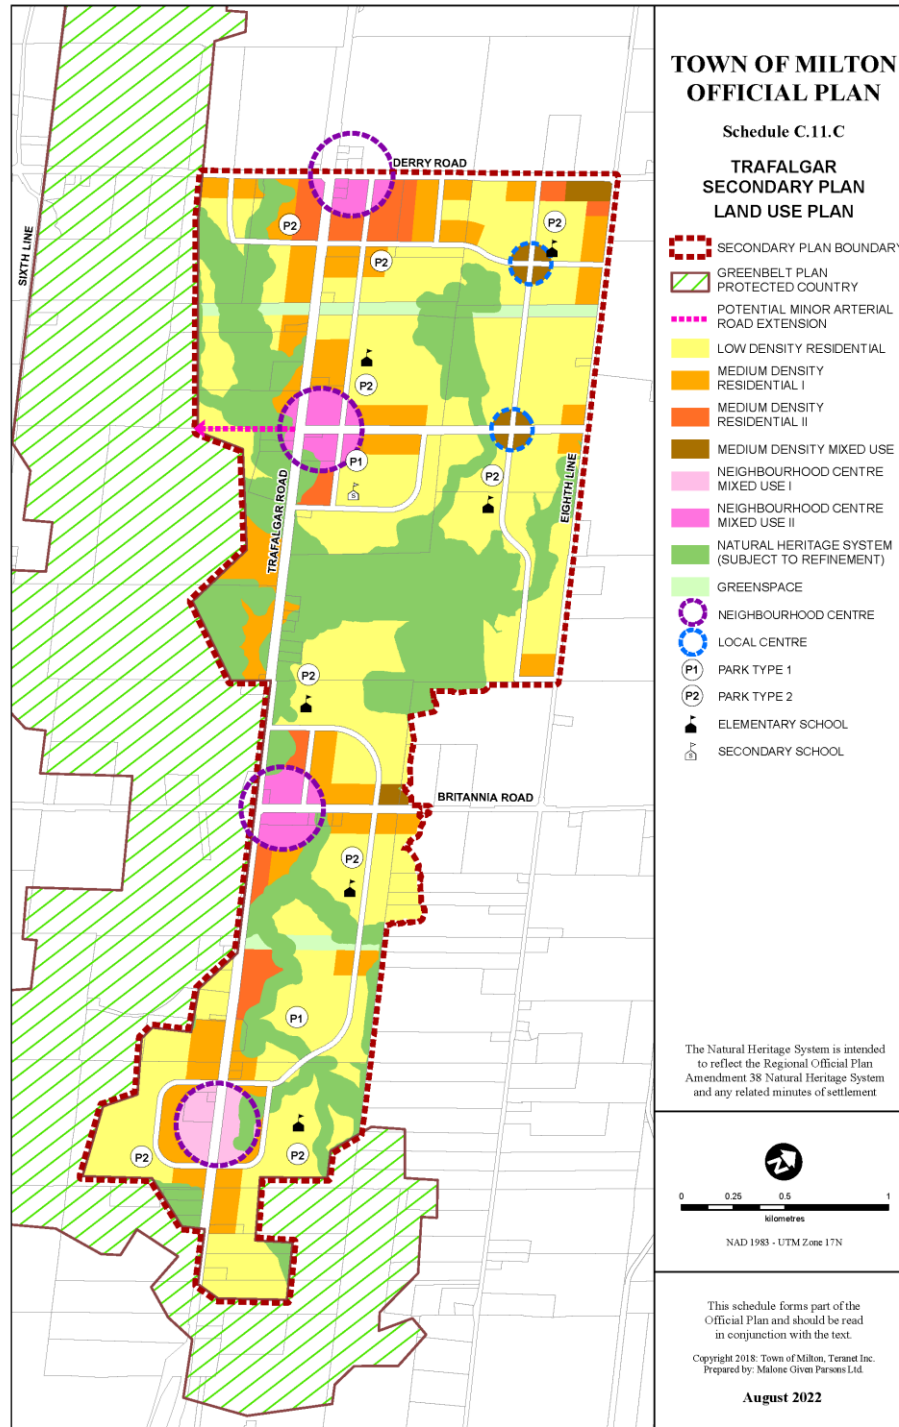 TOWN OF MILTON
OFFICIAL PLAN
Schedule C.11.C
TRAFALGAR
SECONDARY PLAN
LAND USE PLAN
SECONDARY PLAN BOUNDARY
GREENBELT PLAN
PROTECTED COUNTRY
POTENTIAL MINOR ARTERIAL
ROAD EXTENSION
LOW DENSITY RESIDENTIAL
MEDIUM DENSITY
RESIDENTIAL I
MEDIUM DENSITY
RESIDENTIAL II
MEDIUM DENSITY MIXED USE
NEIGHBOURHOOD CENTRE
MIXED USE I
NEIGHBOURHOOD CENTRE
MIXED USE II
NATURAL HERITAGE SYSTEM
(SUBJECT TO REFINEMENT)
GREENSPACE
NEIGHBOURHOOD CENTRE
LOCAL CENTRE
P1 PARK TYPE 1
P2 PARK TYPE 2
ELEMENTARY SCHOOL
S SECONDARY SCHOOL
The Natural Heritage System is intended
to reflect the Regional Official Plan
Amendment 38 Natural Heritage System
and any related minutes of settlement
0 0.25 0.5 1
kilometres
NAD 1983 - UTM Zone 17N
This schedule forms part of the
Official Plan and should be read
in conjunction with the text.
Copyright 2018: Town of Milton, Teranet Inc.
Prepared by: Malone Given Parsons Ltd.
August 2022
DERRY ROAD
SIXTH LINE
P2
P2
P2
P2
P1
S
P2
TRAFALGAR ROAD
EIGHTH LINE
P2
BRITANNIA ROAD
P2
P1
P2
P2